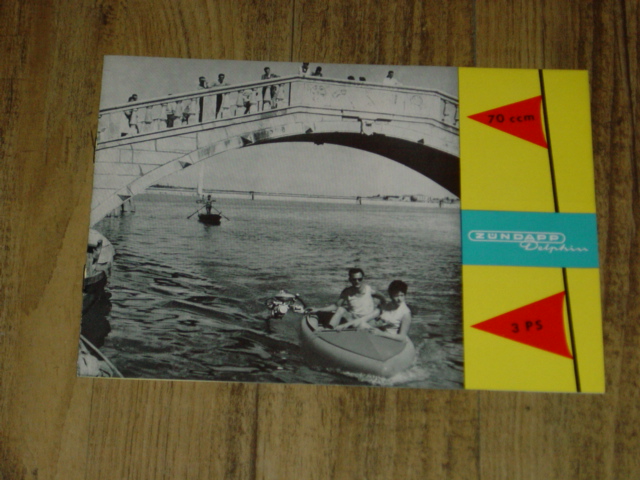 70 ccm
ZÜNDAPP
Delphin
3 PS